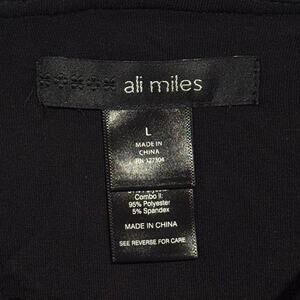 ali miles
L
MADE IN
CHINA
RN 127304
Combo II:
95% Polyester
5% Spandex
MADE IN CHINA
SEE REVERSE FOR CARE